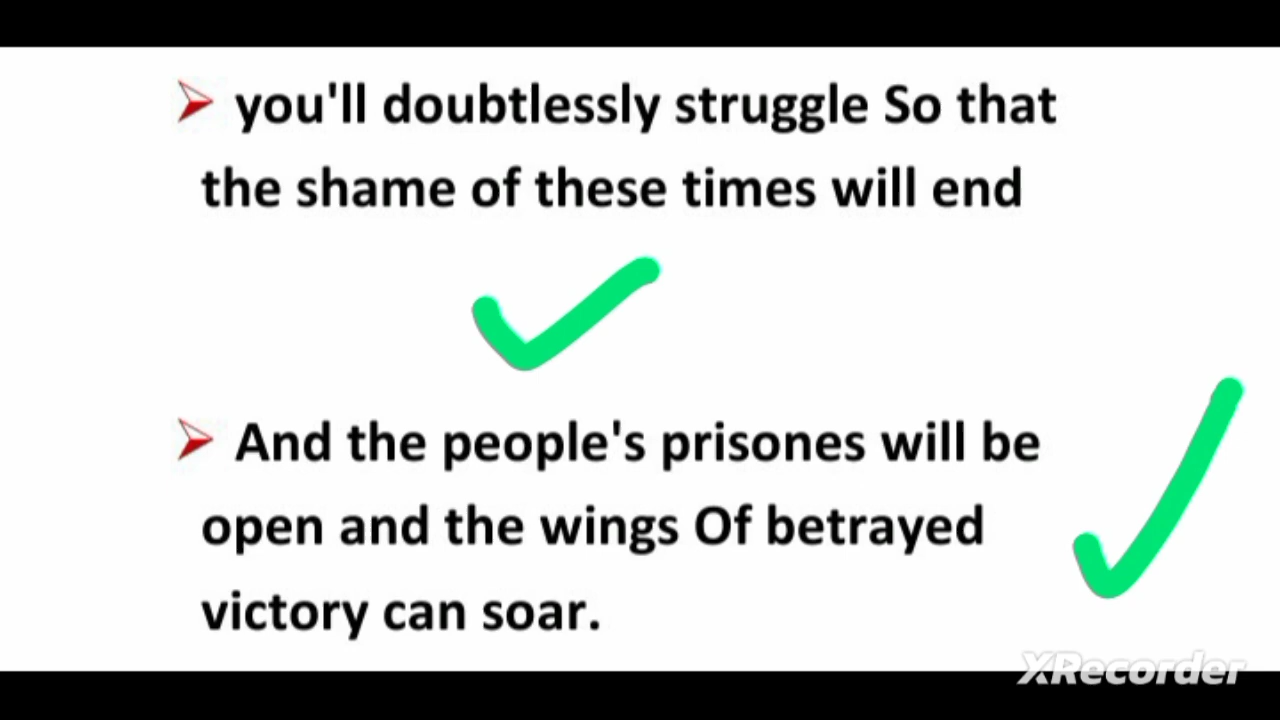 you'll doubtlessly struggle So that
the shame of these times will end
And the people's prisones will be
open and the wings Of betrayed
victory can soar.
XRecorder